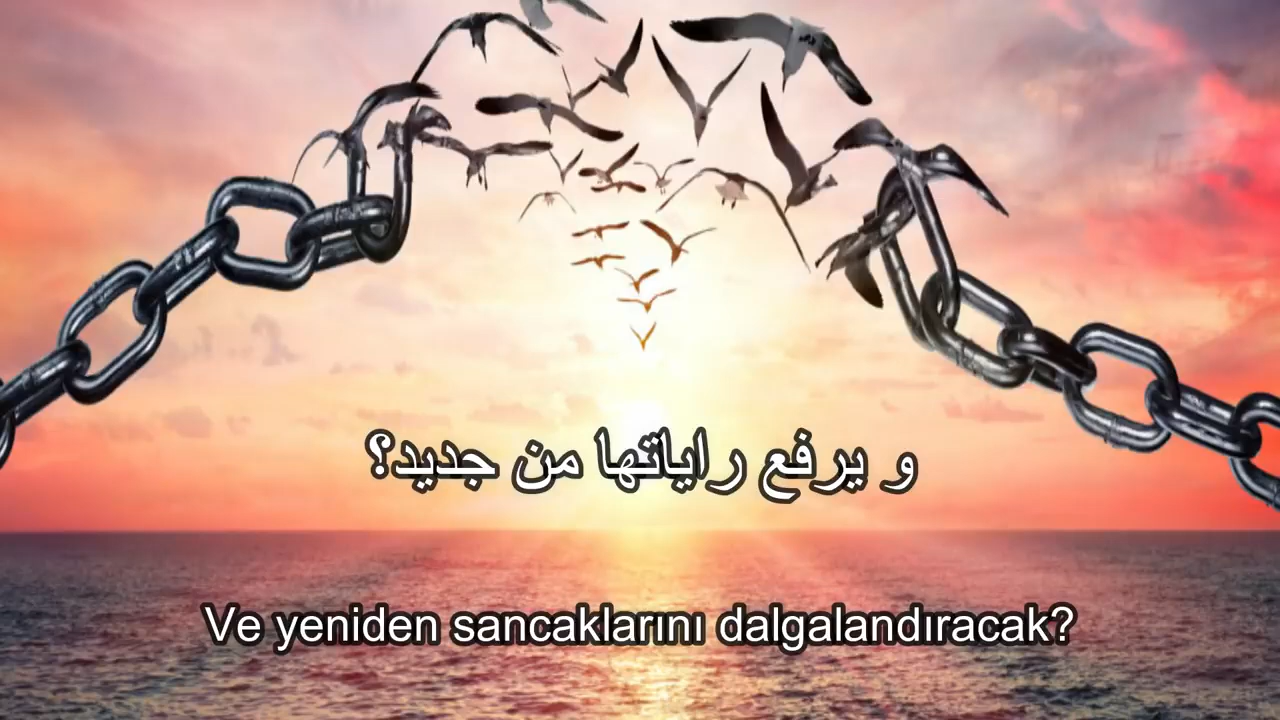 و يرفع راياتها من جديد؟
Ve yeniden sancaklarını dalgalandıracak?